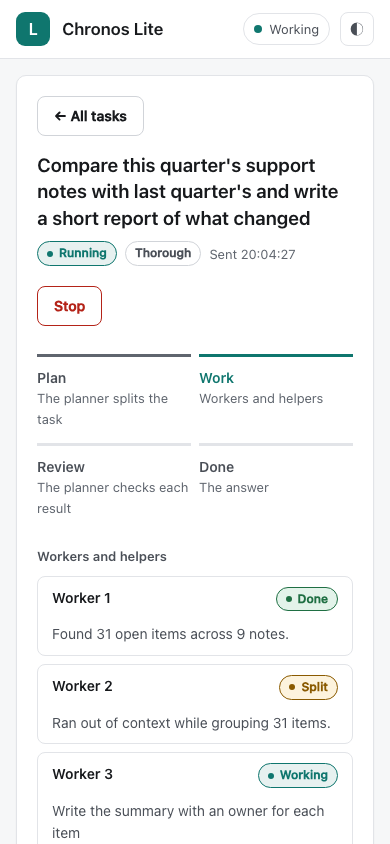 L Chronos Lite Working
← All tasks
Compare this quarter's support
notes with last quarter's and write
a short report of what changed
Running Thorough Sent 20:04:27
Stop
Plan
The planner splits the
task
Work
Workers and helpers
Review
The planner checks each
result
Done
The answer
Workers and helpers
Worker 1 Done
Found 31 open items across 9 notes.
Worker 2 Split
Ran out of context while grouping 31 items.
Worker 3 Working
Write the summary with an owner for each
item